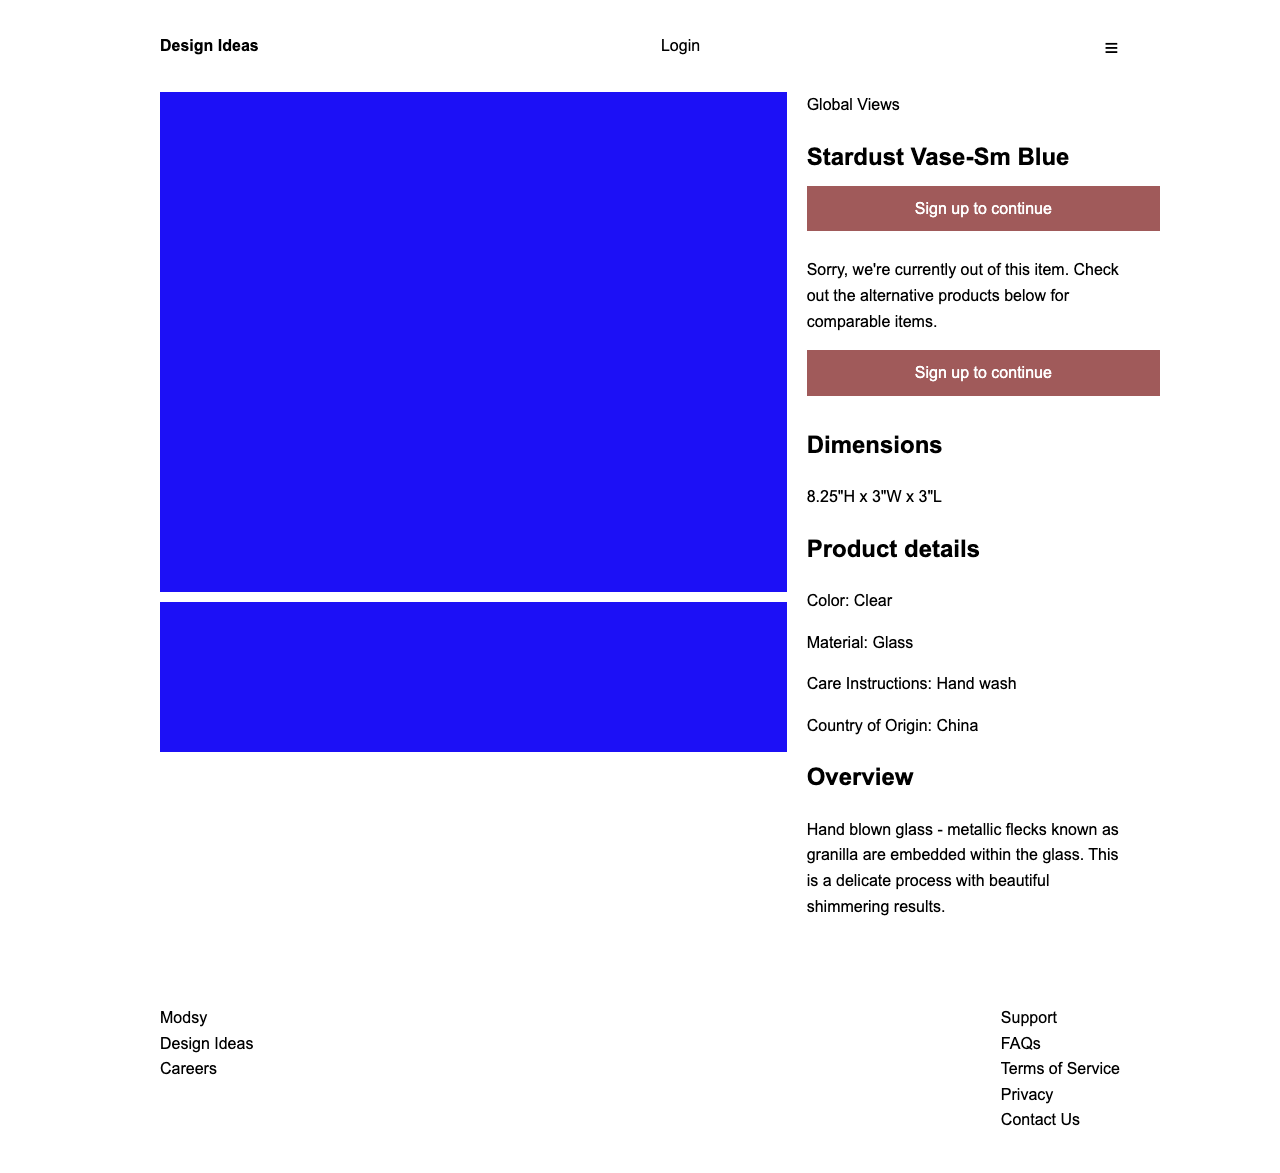 Design Ideas
Login
≡
Global Views
Stardust Vase-Sm Blue
Sign up to continue
Sorry, we're currently out of this item. Check
out the alternative products below for
comparable items.
Sign up to continue
Dimensions
8.25"H x 3"W x 3"L
Product details
Color: Clear
Material: Glass
Care Instructions: Hand wash
Country of Origin: China
Overview
Hand blown glass - metallic flecks known as
granilla are embedded within the glass. This
is a delicate process with beautiful
shimmering results.
Modsy
Design Ideas
Careers
Support
FAQs
Terms of Service
Privacy
Contact Us